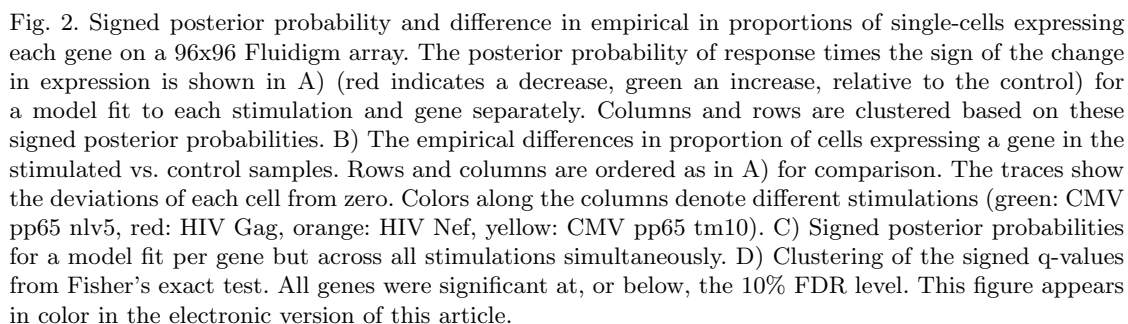 Fig. 2. Signed posterior probability and difference in empirical in proportions of single-cells expressing
each gene on a 96x96 Fluidigm array. The posterior probability of response times the sign of the change
in expression is shown in A) (red indicates a decrease, green an increase, relative to the control) for
a model fit to each stimulation and gene separately. Columns and rows are clustered based on these
signed posterior probabilities. B) The empirical differences in proportion of cells expressing a gene in the
stimulated vs. control samples. Rows and columns are ordered as in A) for comparison. The traces show
the deviations of each cell from zero. Colors along the columns denote different stimulations (green: CMV
pp65 nlv5, red: HIV Gag, orange: HIV Nef, yellow: CMV pp65 tm10). C) Signed posterior probabilities
for a model fit per gene but across all stimulations simultaneously. D) Clustering of the signed q-values
from Fisher's exact test. All genes were significant at, or below, the 10% FDR level. This figure appears
in color in the electronic version of this article.